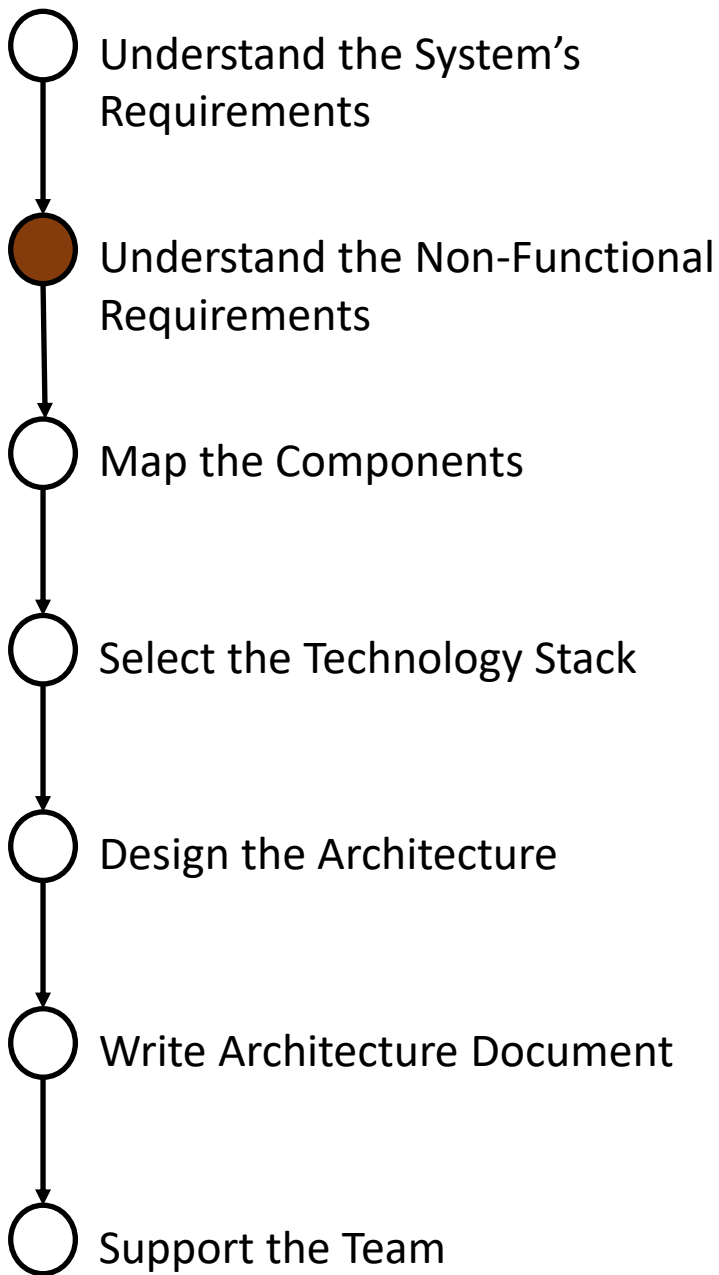 Understand the System’s
Requirements
Understand the Non-Functional
Requirements
Map the Components
Select the Technology Stack
Design the Architecture
Write Architecture Document
Support the Team